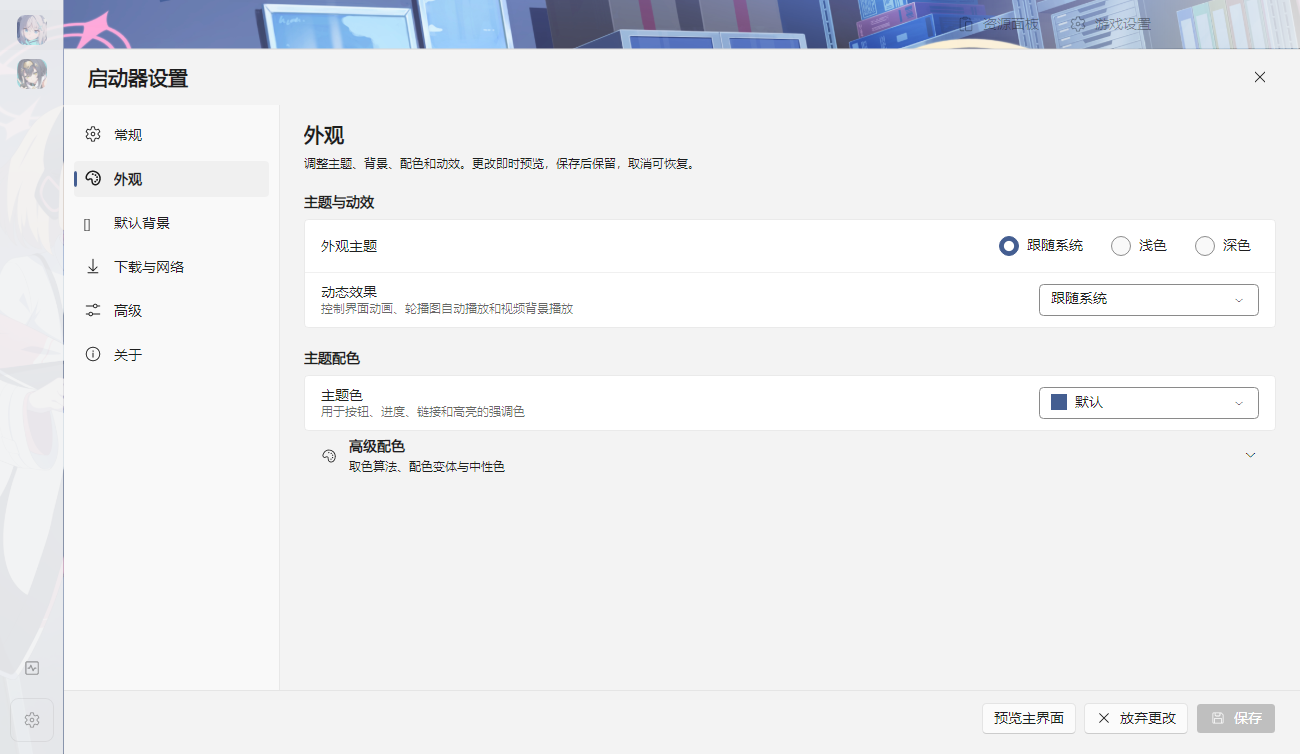 资源面板
游戏设置
启动器设置
常规
外观
默认背景
下载与网络
高级
关于
外观
调整主题、背景、配色和动效。更改即时预览，保存后保留，取消可恢复。
主题与动效
外观主题
跟随系统
浅色
深色
动态效果
控制界面动画、轮播图自动播放和视频背景播放
跟随系统
主题配色
主题色
用于按钮、进度、链接和高亮的强调色
默认
高级配色
取色算法、配色变体与中性色
预览主界面
放弃更改
保存